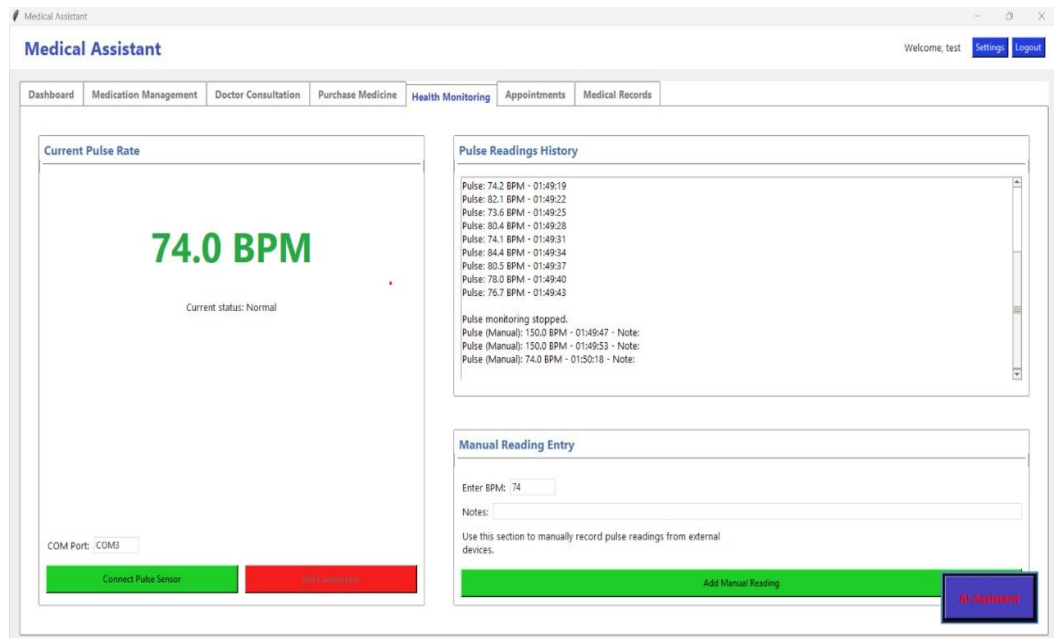 Medical Assistant
Medical Assistant
Welcome, test Settings Logout
Dashboard Medication Management Doctor Consultation Purchase Medicine Health Monitoring Appointments Medical Records
Current Pulse Rate
74.0 BPM
Current status: Normal
COM Port: COM3
Connect Pulse Sensor End Connection
Pulse Readings History
Pulse: 74.2 BPM - 01:49:19
Pulse: 82.1 BPM - 01:49:22
Pulse: 73.6 BPM - 01:49:25
Pulse: 80.4 BPM - 01:49:28
Pulse: 74.1 BPM - 01:49:31
Pulse: 84.4 BPM - 01:49:34
Pulse: 80.5 BPM - 01:49:37
Pulse: 78.0 BPM - 01:49:40
Pulse: 76.7 BPM - 01:49:43
Pulse monitoring stopped.
Pulse (Manual): 150.0 BPM - 01:49:47 - Note:
Pulse (Manual): 150.0 BPM - 01:49:53 - Note:
Pulse (Manual): 74.0 BPM - 01:50:18 - Note:
Manual Reading Entry
Enter BPM: 74
Notes:
Use this section to manually record pulse readings from external
devices.
Add Manual Reading
AI Assistant